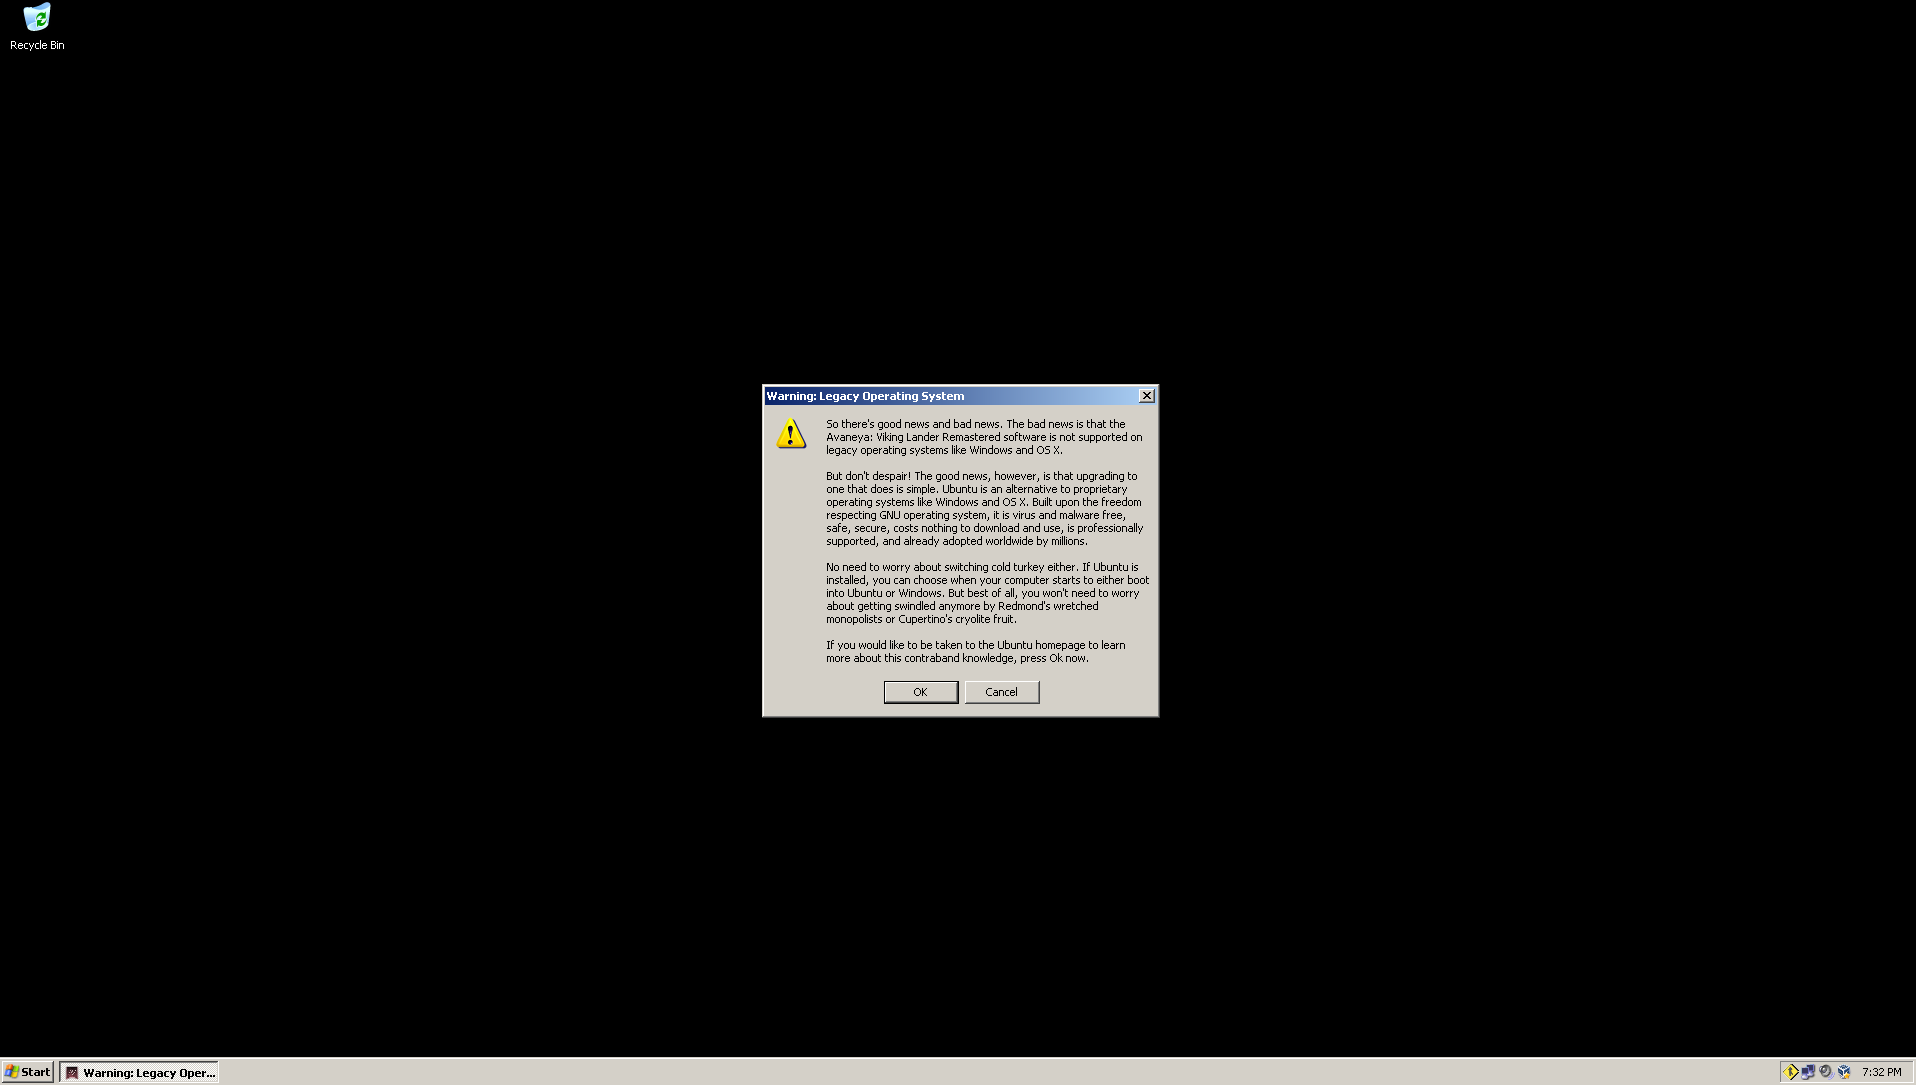 Recycle Bin
Warning: Legacy Operating System
So there's good news and bad news. The bad news is that the
Avaneya: Viking Lander Remastered software is not supported on
legacy operating systems like Windows and OS X.
But don't despair! The good news, however, is that upgrading to
one that does is simple. Ubuntu is an alternative to proprietary
operating systems like Windows and OS X. Built upon the freedom
respecting GNU operating system, it is virus and malware free,
safe, secure, costs nothing to download and use, is professionally
supported, and already adopted worldwide by millions.
No need to worry about switching cold turkey either. If Ubuntu is
installed, you can choose when your computer starts to either boot
into Ubuntu or Windows. But best of all, you won't need to worry
about getting swindled anymore by Redmond's wretched
monopolists or Cupertino's cryolite fruit.
If you would like to be taken to the Ubuntu homepage to learn
more about this contraband knowledge, press Ok now.
OK
Cancel
Start
Warning: Legacy Oper...
7:32 PM